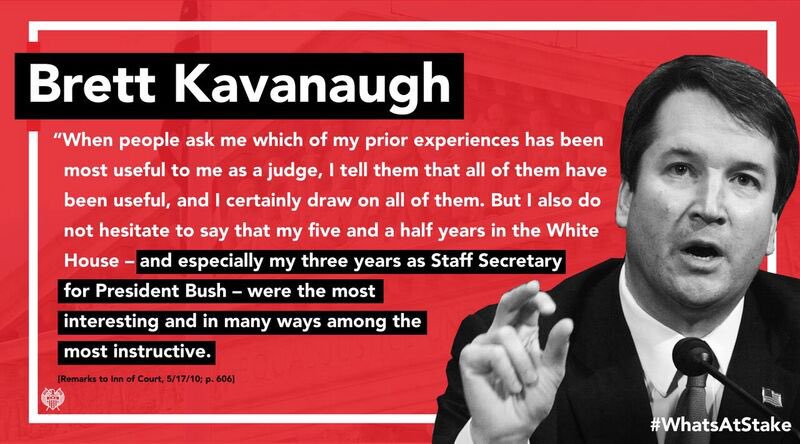 Brett Kavanaugh
“When people ask me which of my prior experiences has been
most useful to me as a judge, I tell them that all of them have
been useful, and I certainly draw on all of them. But I also do
not hesitate to say that my five and a half years in the White
House – and especially my three years as Staff Secretary
for President Bush – were the most
interesting and in many ways among the
most instructive.
[Remarks to Inn of Court, 5/17/10; p. 606]
#WhatsAtStake